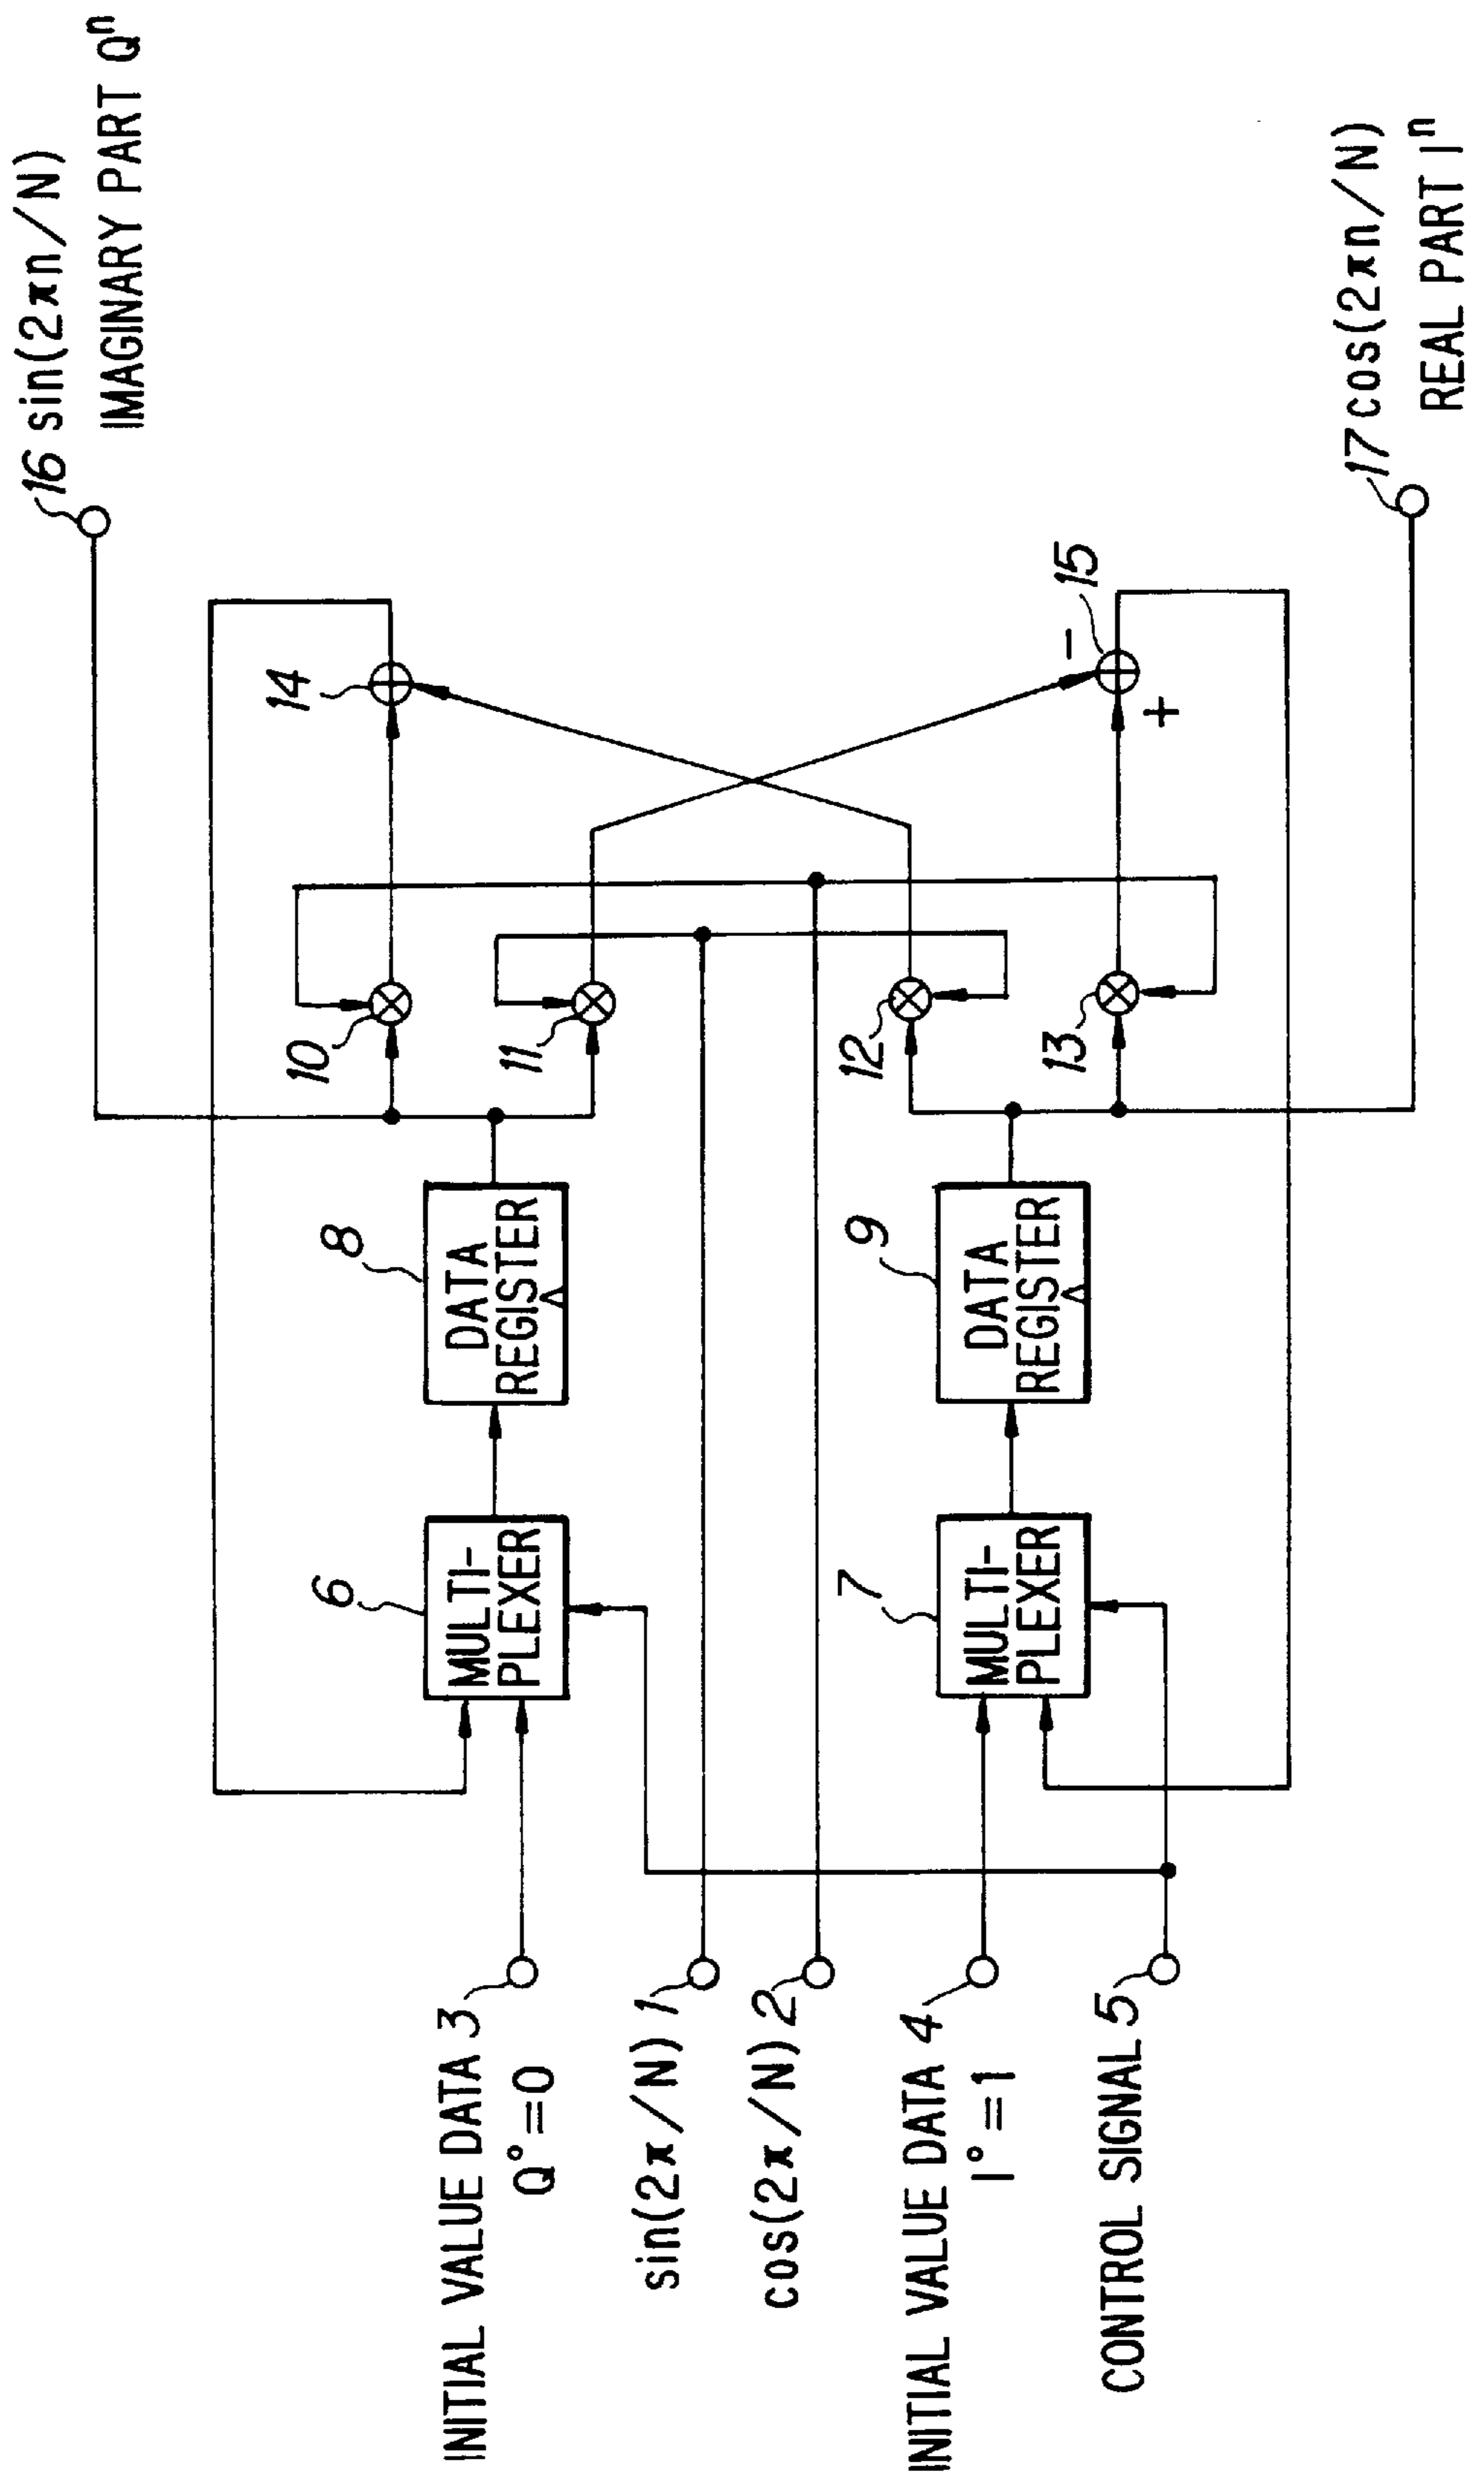 16 sin(2πn/N)
IMAGINARY PART Qⁿ
14
15
−
+
10
11
12
13
8
DATA
REGISTER
9
DATA
REGISTER
6
MULTI-
PLEXER
7
MULTI-
PLEXER
INITIAL VALUE DATA 3
Q°=0
sin(2π/N) 1
cos(2π/N) 2
INITIAL VALUE DATA 4
I°=1
CONTROL SIGNAL 5
17 cos(2πn/N)
REAL PART Iⁿ